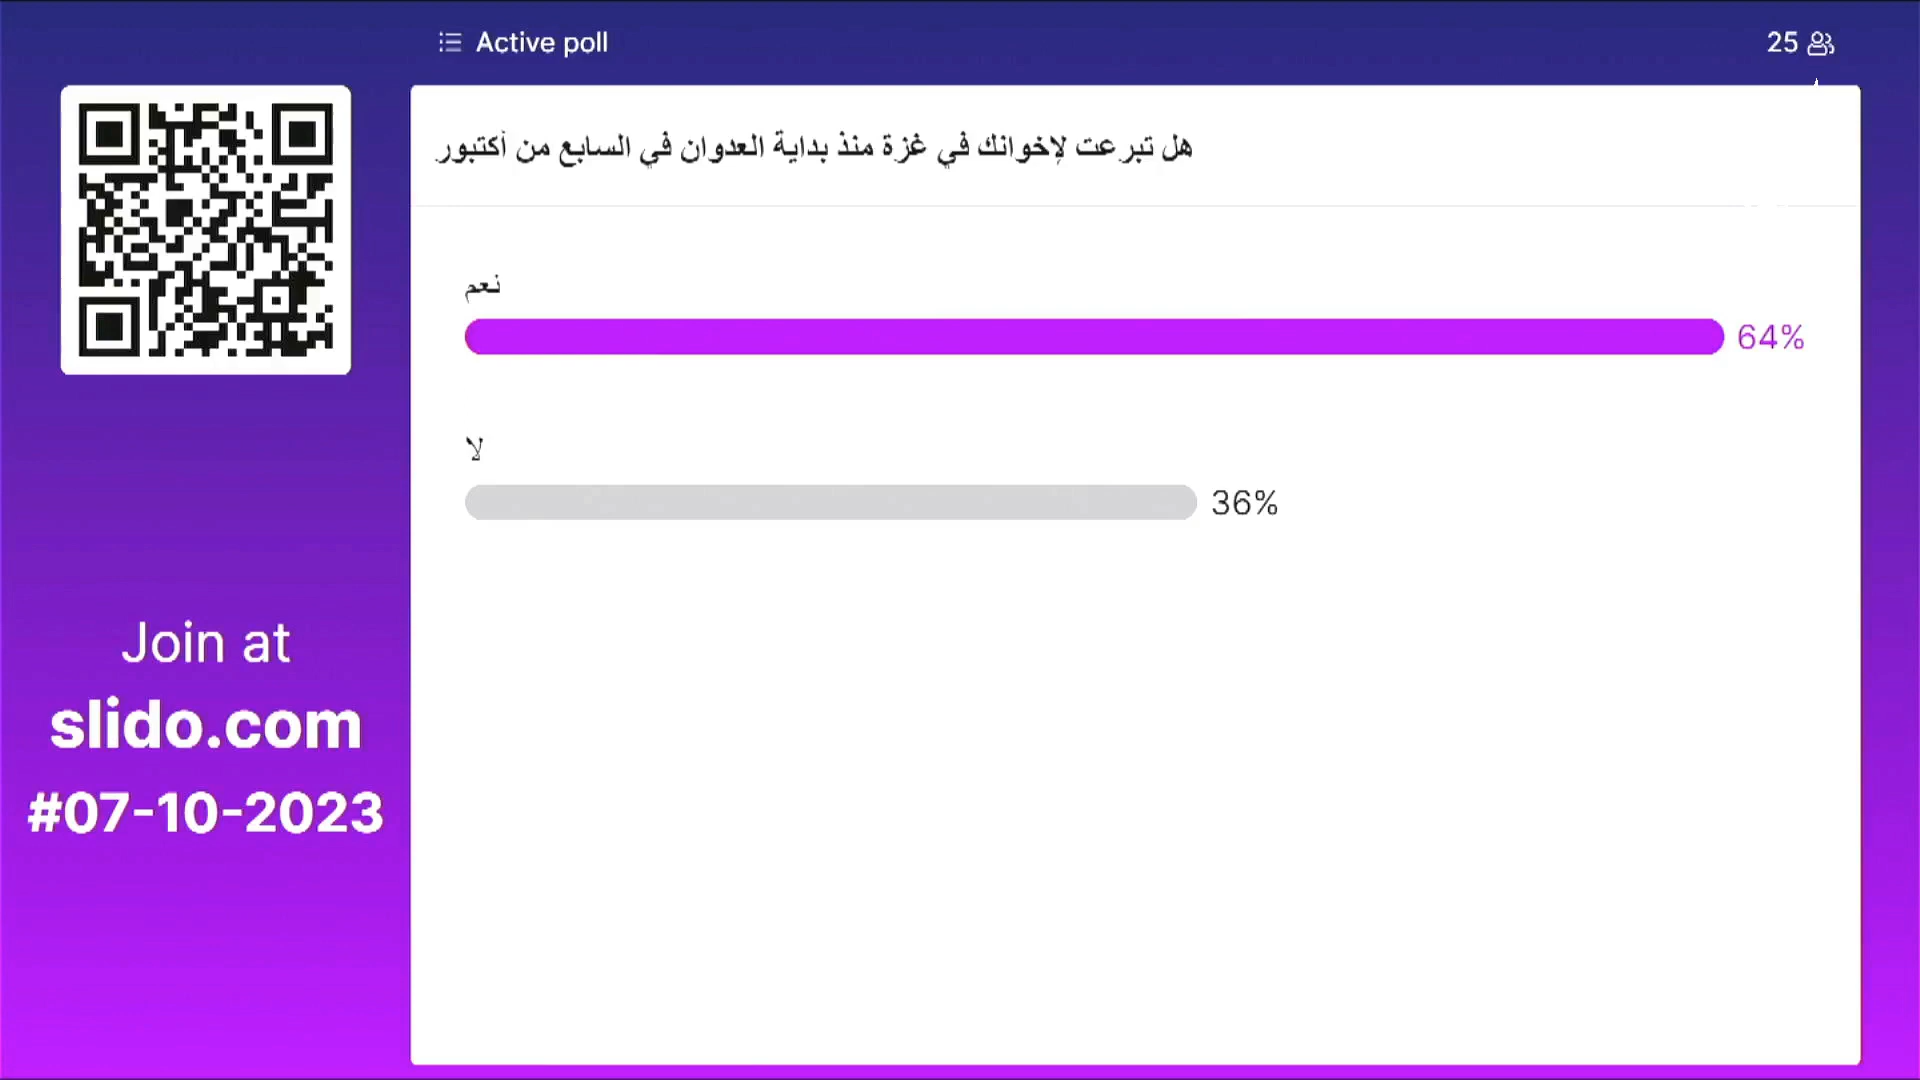 Active poll
25
هل تبرعت لإخوانك في غزة منذ بداية العدوان في السابع من أكتبور
نعم
64%
لا
36%
Join at
slido.com
#07-10-2023